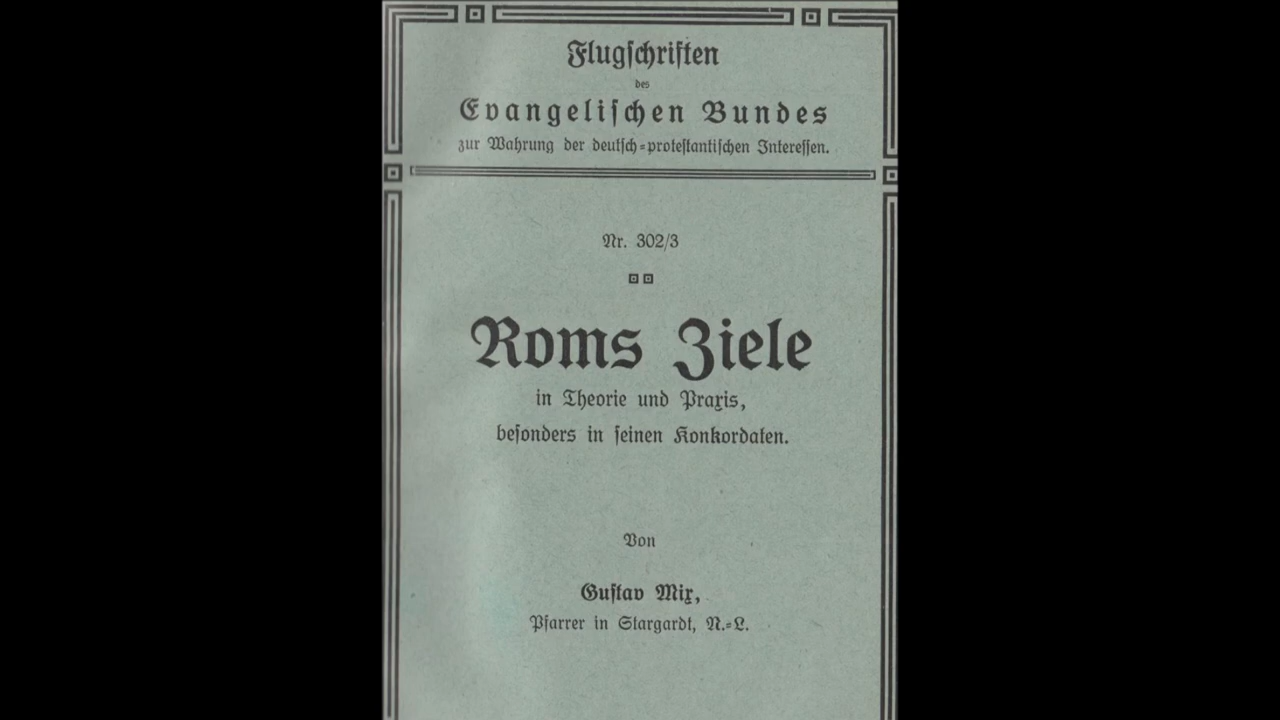 Flugschriften
des
Evangelischen Bundes
zur Wahrung der deutsch-protestantischen Interessen.
Nr. 302/3
Roms Ziele
in Theorie und Praxis,
besonders in seinen Konkordaten.
Von
Gustav Mix,
Pfarrer in Stargardt, N.-L.